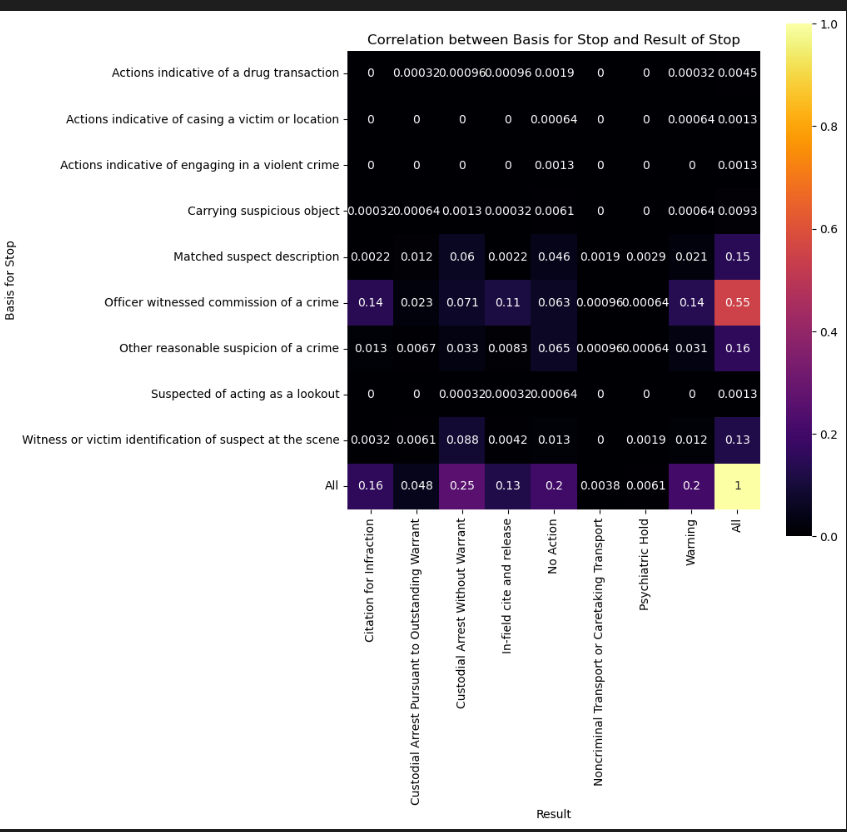 Correlation between Basis for Stop and Result of Stop
Actions indicative of a drug transaction 0 0.00032 0.00096 0.00096 0.0019 0 0 0.00032 0.0045
Actions indicative of casing a victim or location 0 0 0 0 0.00064 0 0 0.00064 0.0013
Actions indicative of engaging in a violent crime 0 0 0 0 0.0013 0 0 0 0.0013
Carrying suspicious object 0.00032 0.00064 0.0013 0.00032 0.0061 0 0 0.00064 0.0093
Matched suspect description 0.0022 0.012 0.06 0.0022 0.046 0.0019 0.0029 0.021 0.15
Officer witnessed commission of a crime 0.14 0.023 0.071 0.11 0.063 0.00096 0.00064 0.14 0.55
Other reasonable suspicion of a crime 0.013 0.0067 0.033 0.0083 0.065 0.00096 0.00064 0.031 0.16
Suspected of acting as a lookout 0 0 0.00032 0.00032 0.00064 0 0 0 0.0013
Witness or victim identification of suspect at the scene 0.0032 0.0061 0.088 0.0042 0.013 0 0.0019 0.012 0.13
All 0.16 0.048 0.25 0.13 0.2 0.0038 0.0061 0.2 1
Basis for Stop
Citation for Infraction
Custodial Arrest Pursuant to Outstanding Warrant
Custodial Arrest Without Warrant
In-field cite and release
No Action
Noncriminal Transport or Caretaking Transport
Psychiatric Hold
Warning
All
Result
1.0
0.8
0.6
0.4
0.2
0.0